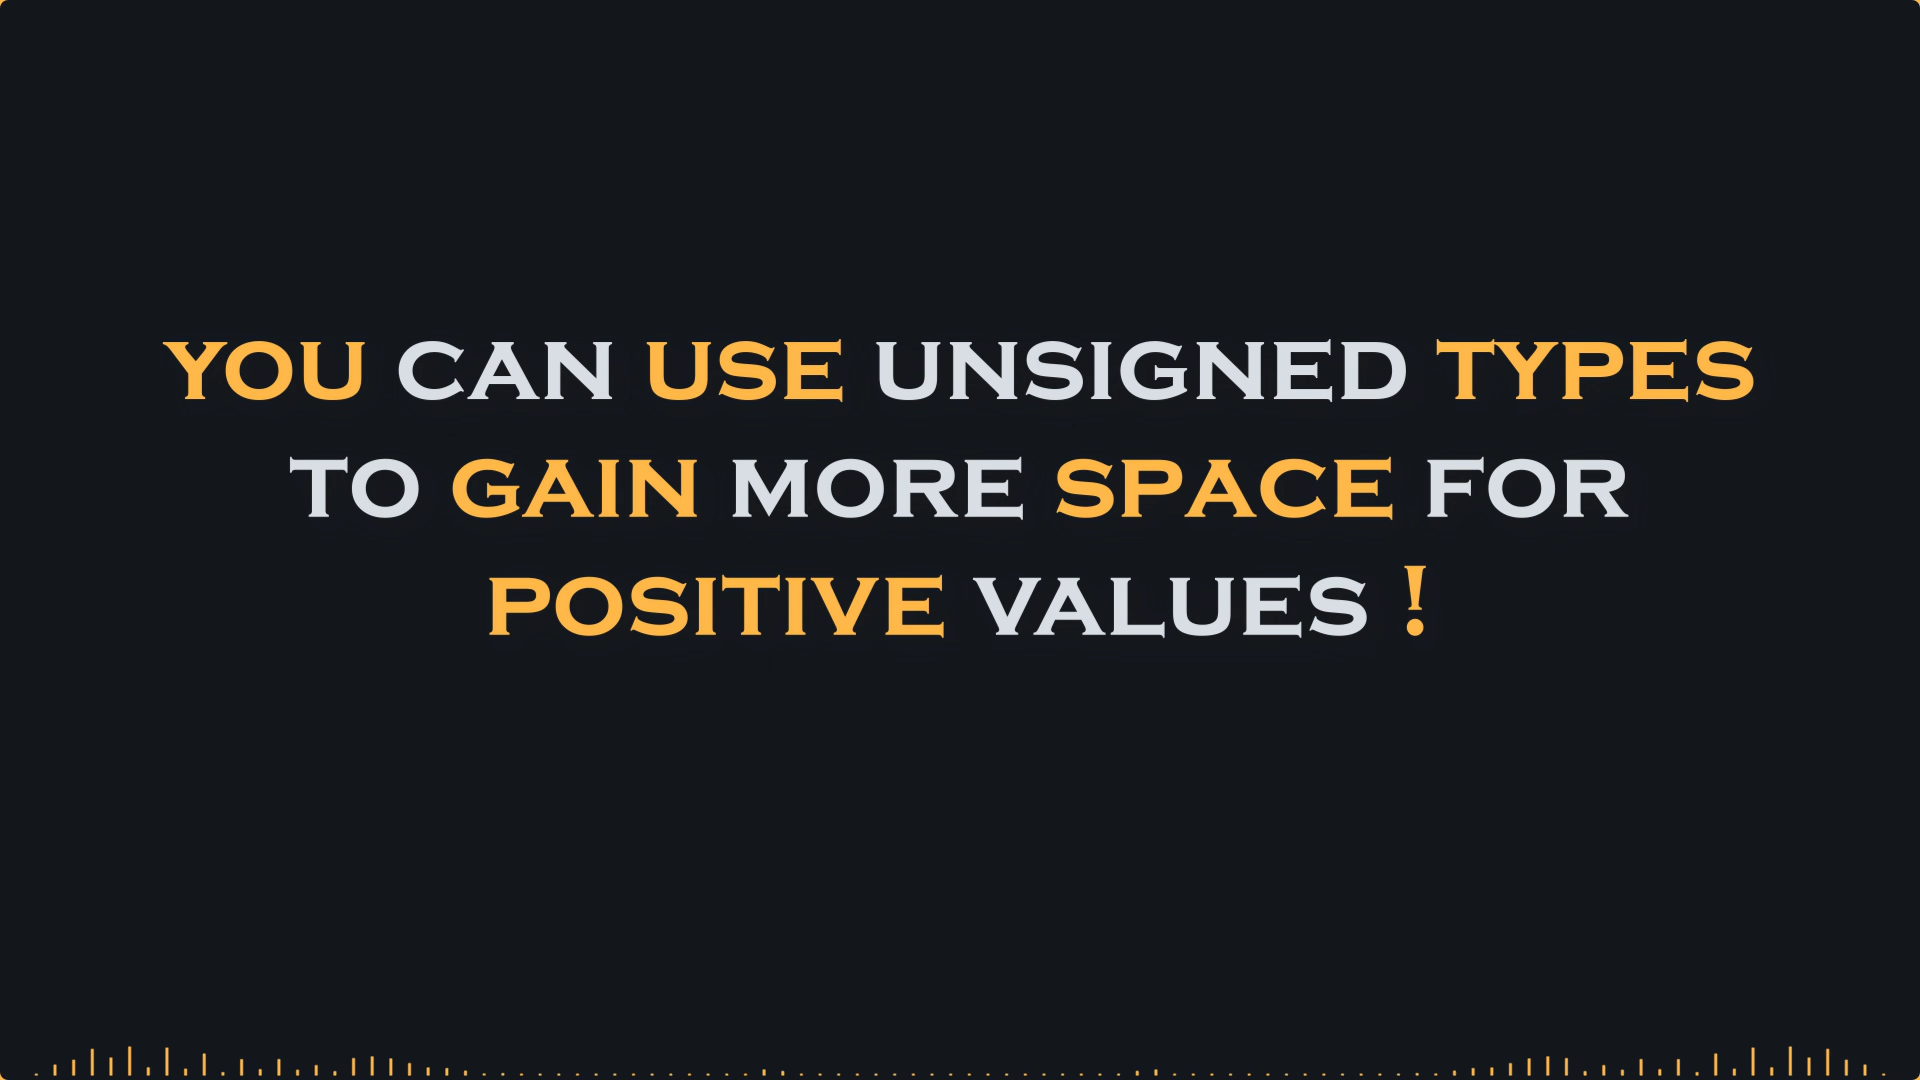 YOU CAN USE UNSIGNED TYPES
TO GAIN MORE SPACE FOR
POSITIVE VALUES !